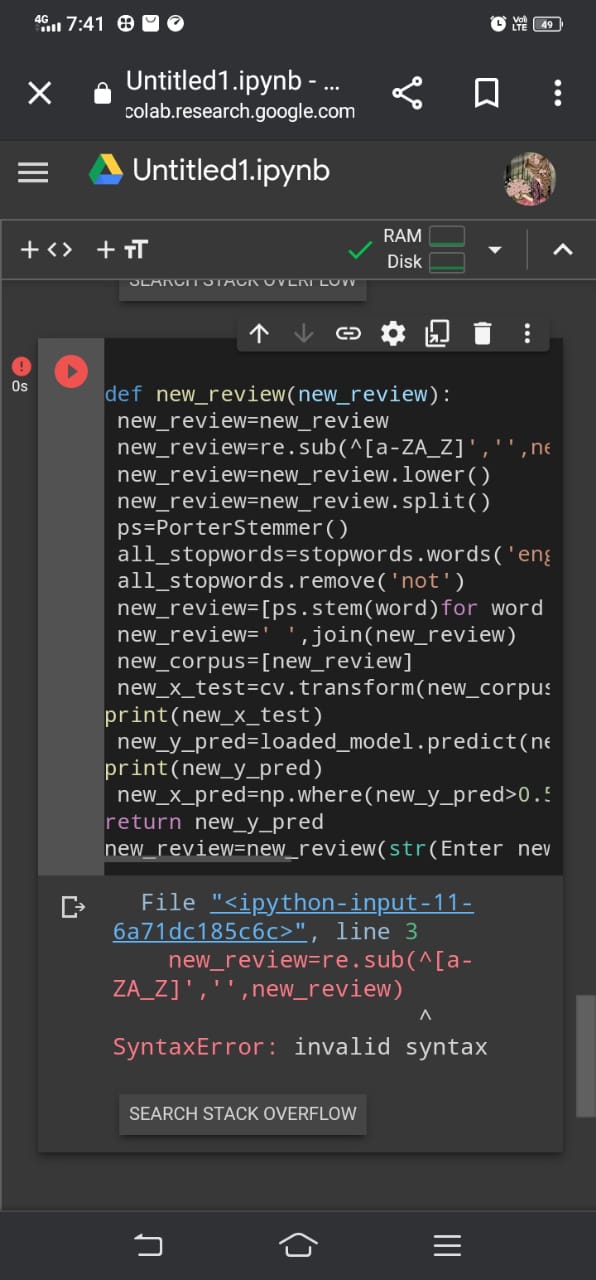 4G 7:41 Vo) LTE 49
Untitled1.ipynb - ...
colab.research.google.com
Untitled1.ipynb
+ <> + TT RAM
Disk
SEARCH STACK OVERFLOW
0s
def new_review(new_review):
new_review=new_review
new_review=re.sub(^[a-ZA_Z]','',ne
new_review=new_review.lower()
new_review=new_review.split()
ps=PorterStemmer()
all_stopwords=stopwords.words('eng
all_stopwords.remove('not')
new_review=[ps.stem(word)for word
new_review=' ',join(new_review)
new_corpus=[new_review]
new_x_test=cv.transform(new_corpus
print(new_x_test)
new_y_pred=loaded_model.predict(ne
print(new_y_pred)
new_x_pred=np.where(new_y_pred>0.5
return new_y_pred
new_review=new_review(str(Enter new
File "<ipython-input-11-
6a71dc185c6c>", line 3
new_review=re.sub(^[a-
ZA_Z]','',new_review)
^
SyntaxError: invalid syntax
SEARCH STACK OVERFLOW